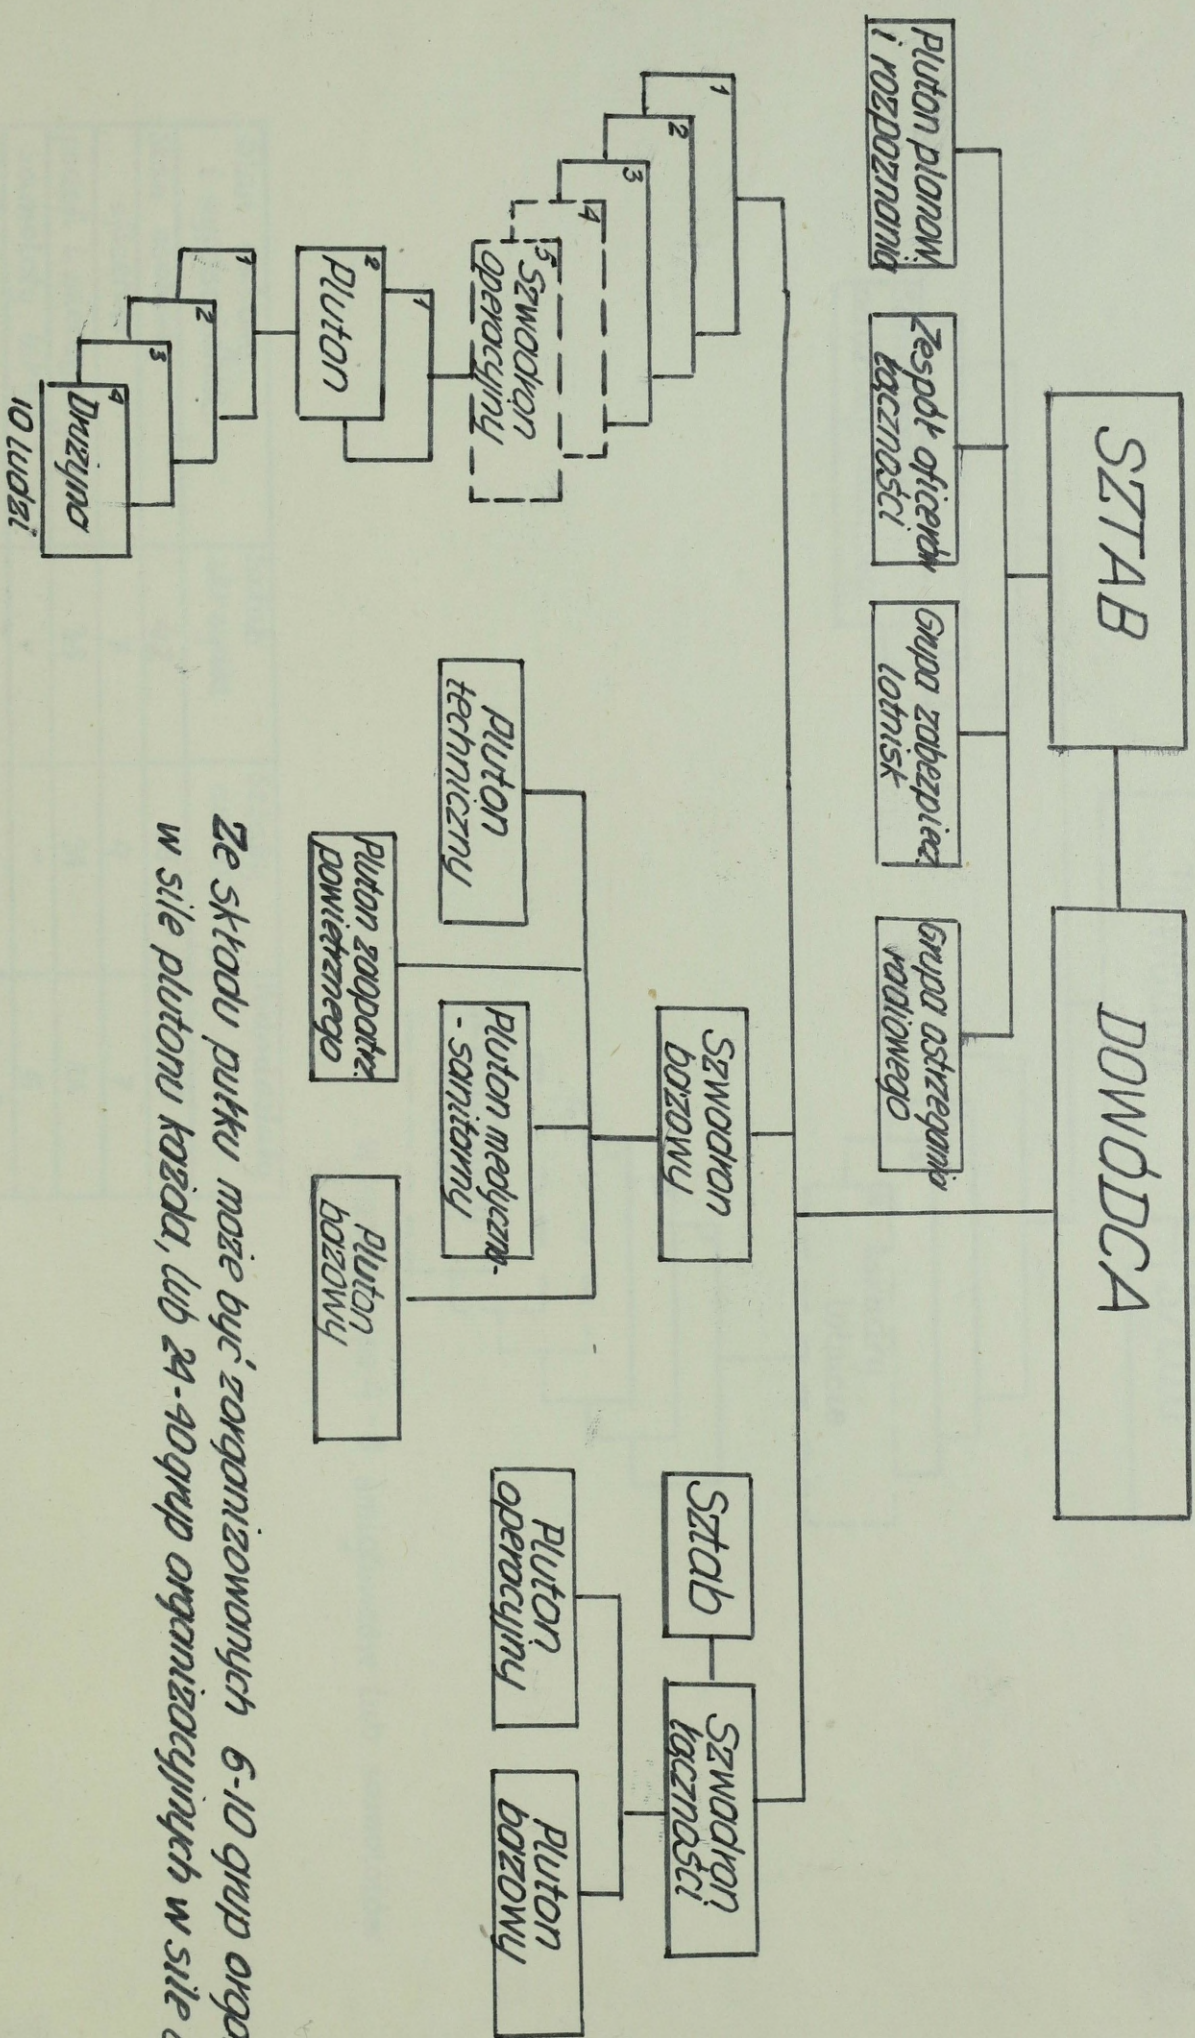 SZTAB
DOWÓDCA
Pluton planow.
i rozpoznania
Zespół oficerów
łączności
Grupa zabezpiecz.
lotnisk
Grupa ostrzegania
radiowego
1
2
3
4
5 Szwadron
operacyjny
1
2
Pluton
1
2
3
4
Drużyna
10 ludzi
Szwadron
bazowy
Pluton
techniczny
Pluton zaopatrz.
powietrznego
Pluton medyczno-
-sanitarny
Pluton
bazowy
Sztab
Szwadron
łączności
Pluton
operacyjny
Pluton
bazowy
Ze składu pułku może być zorganizowanych 6-10 grup
w sile plutonu każda, lub 24-40 grup organizacyjnych w sile